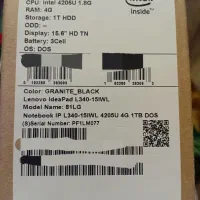 CPU: Intel 4205U 1.8G
RAM: 4G
Storage: 1T HDD
ODD: –
Display: 15.6" HD TN
Battery: 3Cell
OS: DOS
Inside™
Color: GRANITE_BLACK
Lenovo IdeaPad L340-15IWL
Model Name: 81LG
Notebook IP L340-15IWL 4205U 4G 1TB DOS
(S)Serial Number: PF1LM077